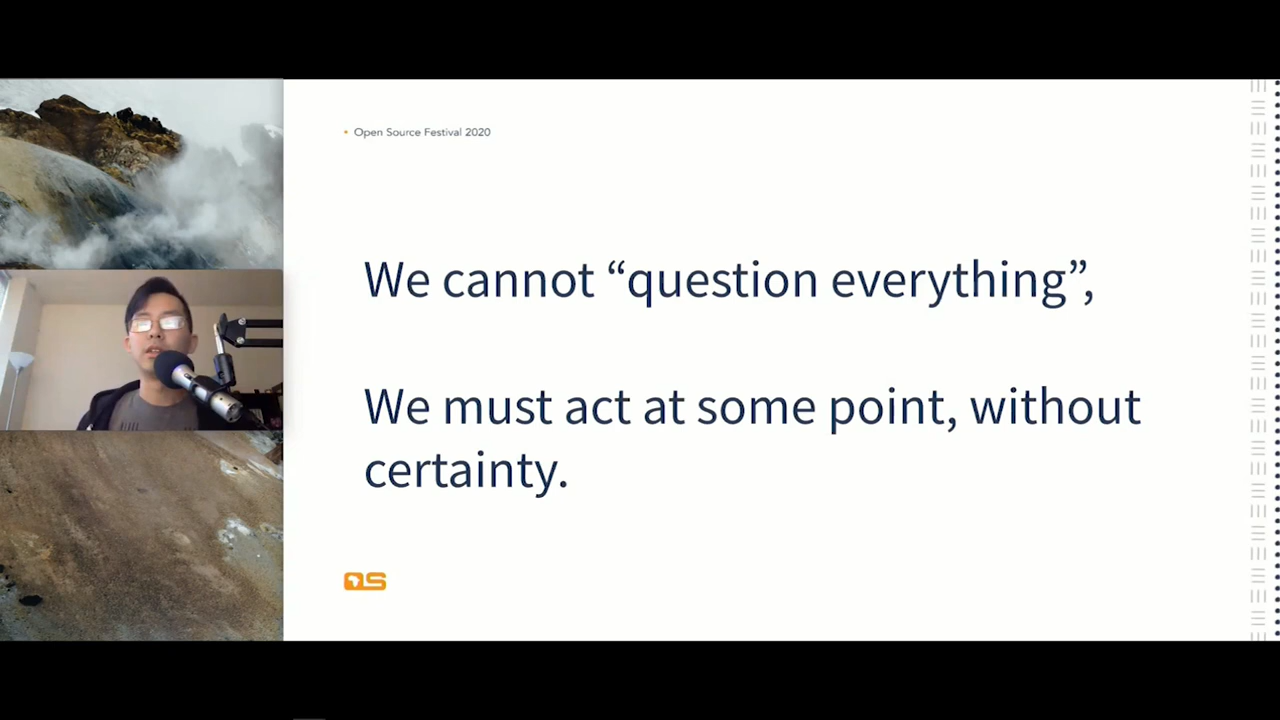 Open Source Festival 2020
We cannot “question everything”,
We must act at some point, without
certainty.
OS